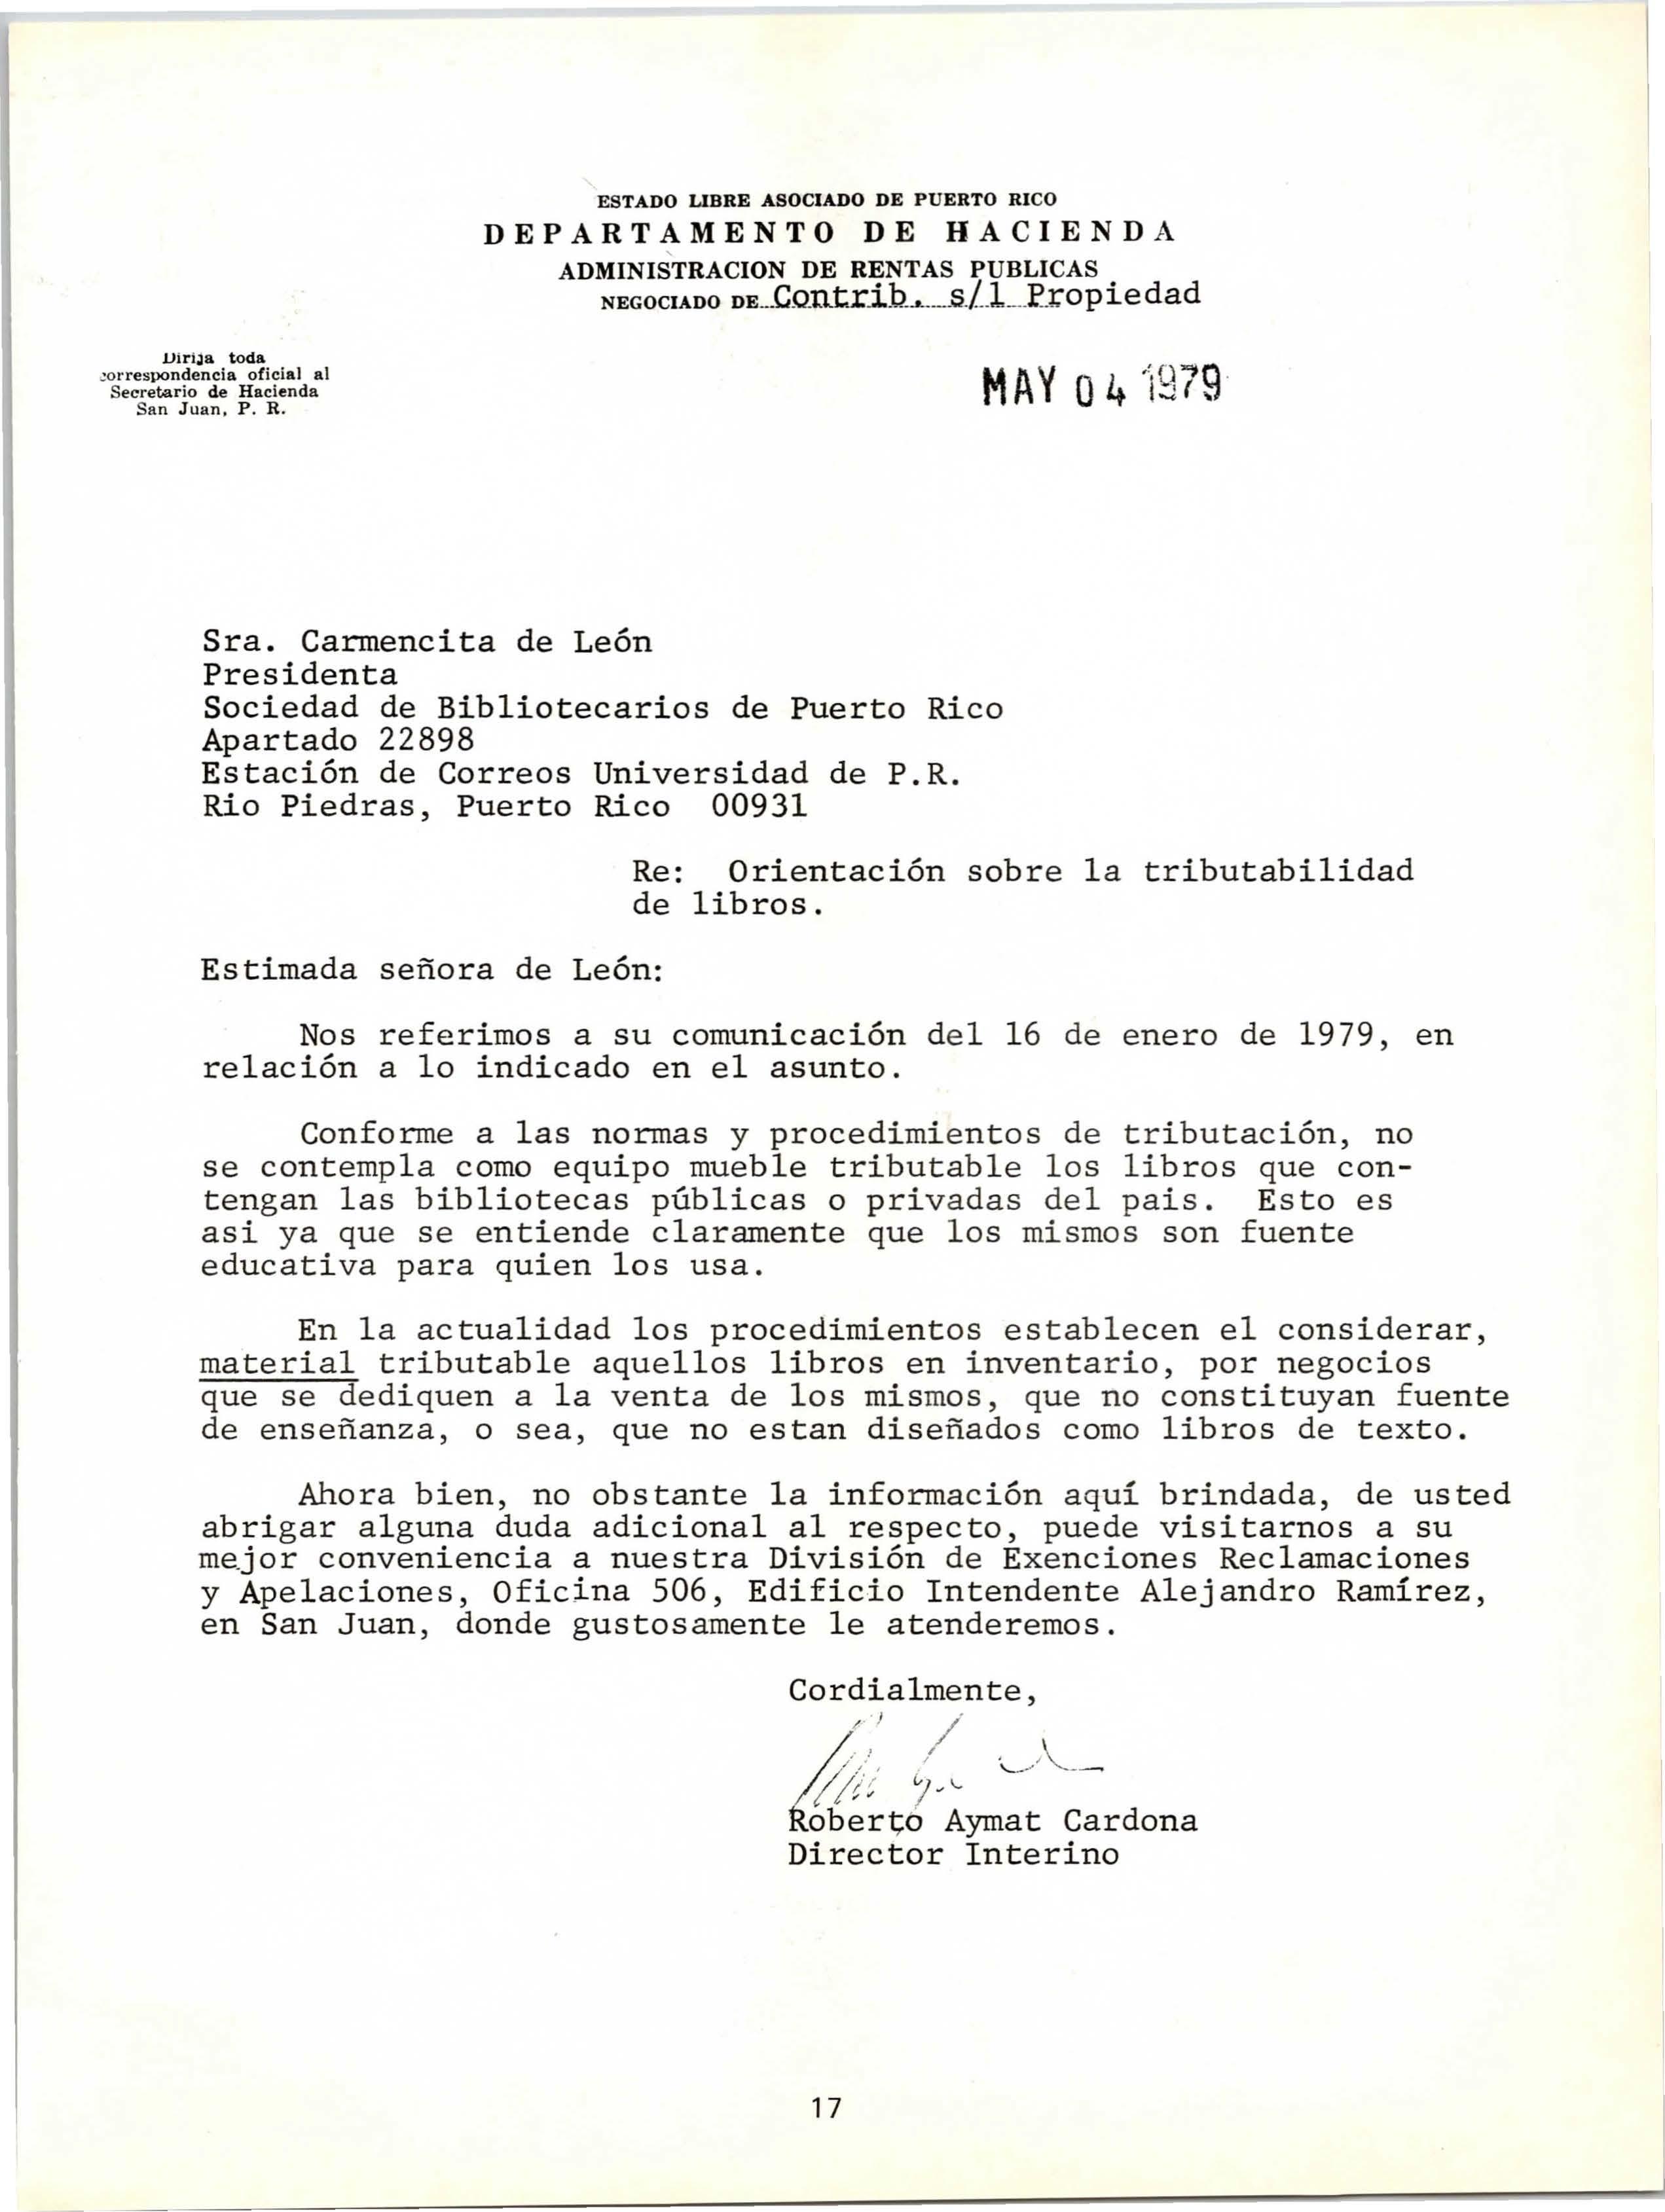 ESTADO LIBRE ASOCIADO DE PUERTO RICO
DEPARTAMENTO DE HACIENDA
ADMINISTRACION DE RENTAS PUBLICAS
NEGOCIADO DE Contrib. s/l Propiedad
Dirija toda
correspondencia oficial al
Secretario de Hacienda
San Juan, P. R.
MAY 04 1979
Sra. Carmencita de León
Presidenta
Sociedad de Bibliotecarios de Puerto Rico
Apartado 22898
Estación de Correos Universidad de P.R.
Rio Piedras, Puerto Rico 00931
Re: Orientación sobre la tributabilidad
de libros.
Estimada señora de León:
Nos referimos a su comunicación del 16 de enero de 1979, en
relación a lo indicado en el asunto.
Conforme a las normas y procedimientos de tributación, no
se contempla como equipo mueble tributable los libros que con-
tengan las bibliotecas públicas o privadas del pais. Esto es
asi ya que se entiende claramente que los mismos son fuente
educativa para quien los usa.
En la actualidad los procedimientos establecen el considerar,
material tributable aquellos libros en inventario, por negocios
que se dediquen a la venta de los mismos, que no constituyan fuente
de enseñanza, o sea, que no estan diseñados como libros de texto.
Ahora bien, no obstante la información aquí brindada, de usted
abrigar alguna duda adicional al respecto, puede visitarnos a su
mejor conveniencia a nuestra División de Exenciones Reclamaciones
y Apelaciones, Oficina 506, Edificio Intendente Alejandro Ramírez,
en San Juan, donde gustosamente le atenderemos.
Cordialmente,
Roberto Aymat Cardona
Director Interino
17